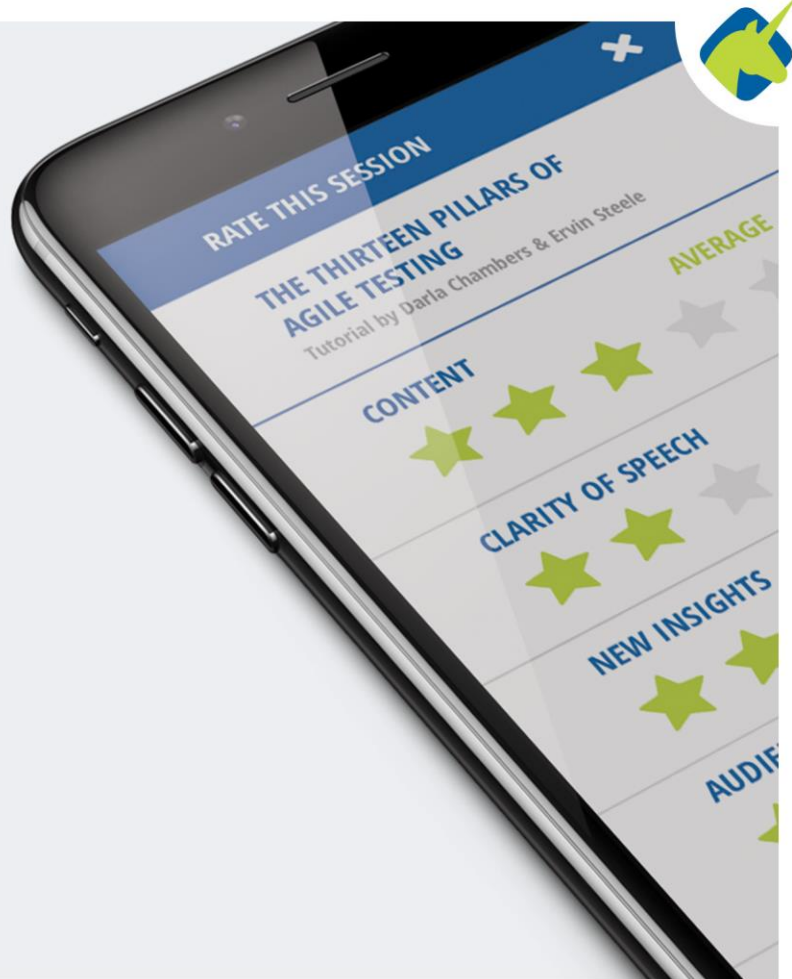 RATE THIS SESSION
THE THIRTEEN PILLARS OF
AGILE TESTING
Tutorial by Darla Chambers & Ervin Steele
CONTENT
AVERAGE
CLARITY OF SPEECH
NEW INSIGHTS